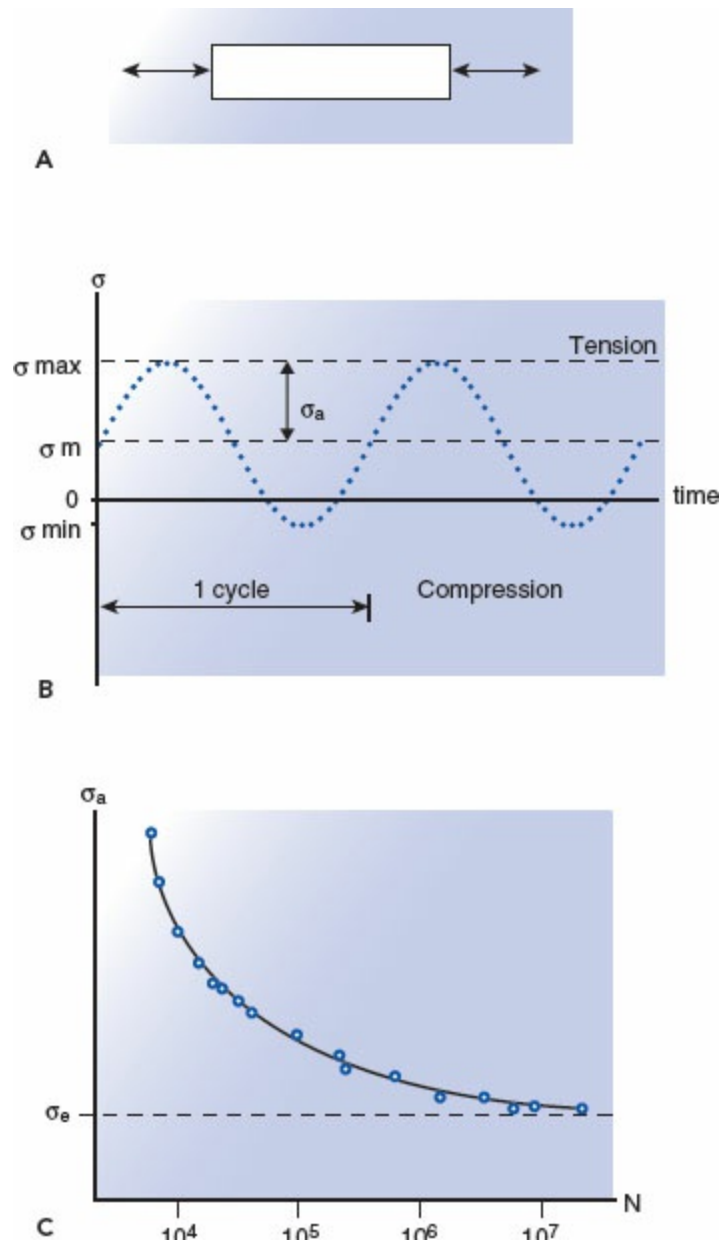 A
σ
Tension
σ max
σa
σ m
0
time
σ min
1 cycle
Compression
B
σa
σe
N
10⁴
10⁵
10⁶
10⁷
C